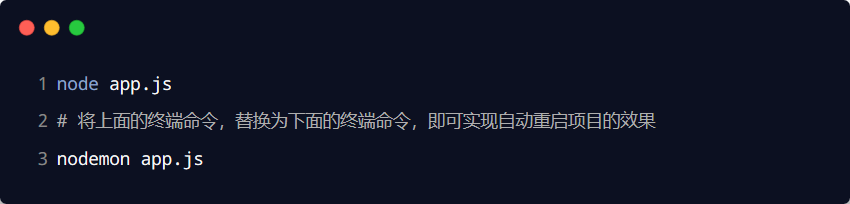 1 node app.js
2 # 将上面的终端命令，替换为下面的终端命令，即可实现自动重启项目的效果
3 nodemon app.js